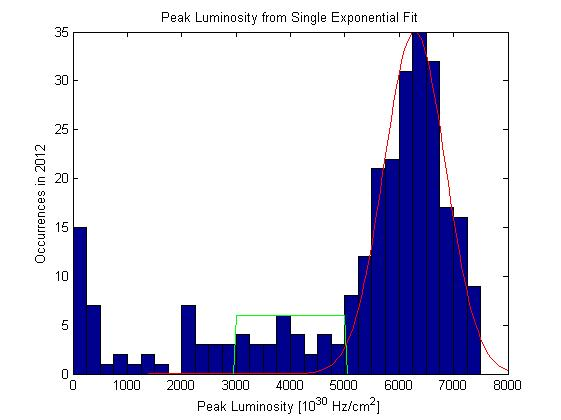 Peak Luminosity from Single Exponential Fit
35
30
25
20
15
10
5
0
Occurrences in 2012
0 1000 2000 3000 4000 5000 6000 7000 8000
Peak Luminosity [10^30 Hz/cm^2]